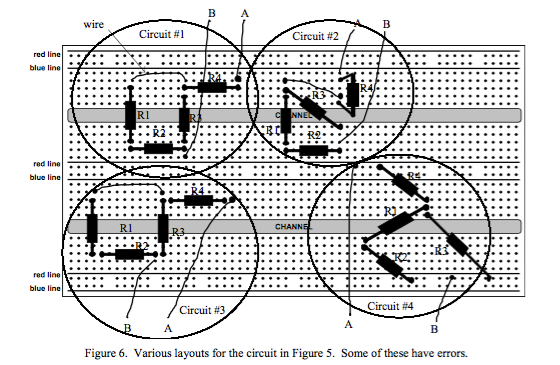 B A
wire Circuit #1 Circuit #2 A B
red line
blue line
R4 R3 R4
R1 R3 CHANNEL
R1
R2 R2
red line
blue line
R4 R4
R1 R1
R3 CHANNEL
R2 R2 R3
red line
blue line
B A Circuit #3 A Circuit #4 B
Figure 6. Various layouts for the circuit in Figure 5. Some of these have errors.